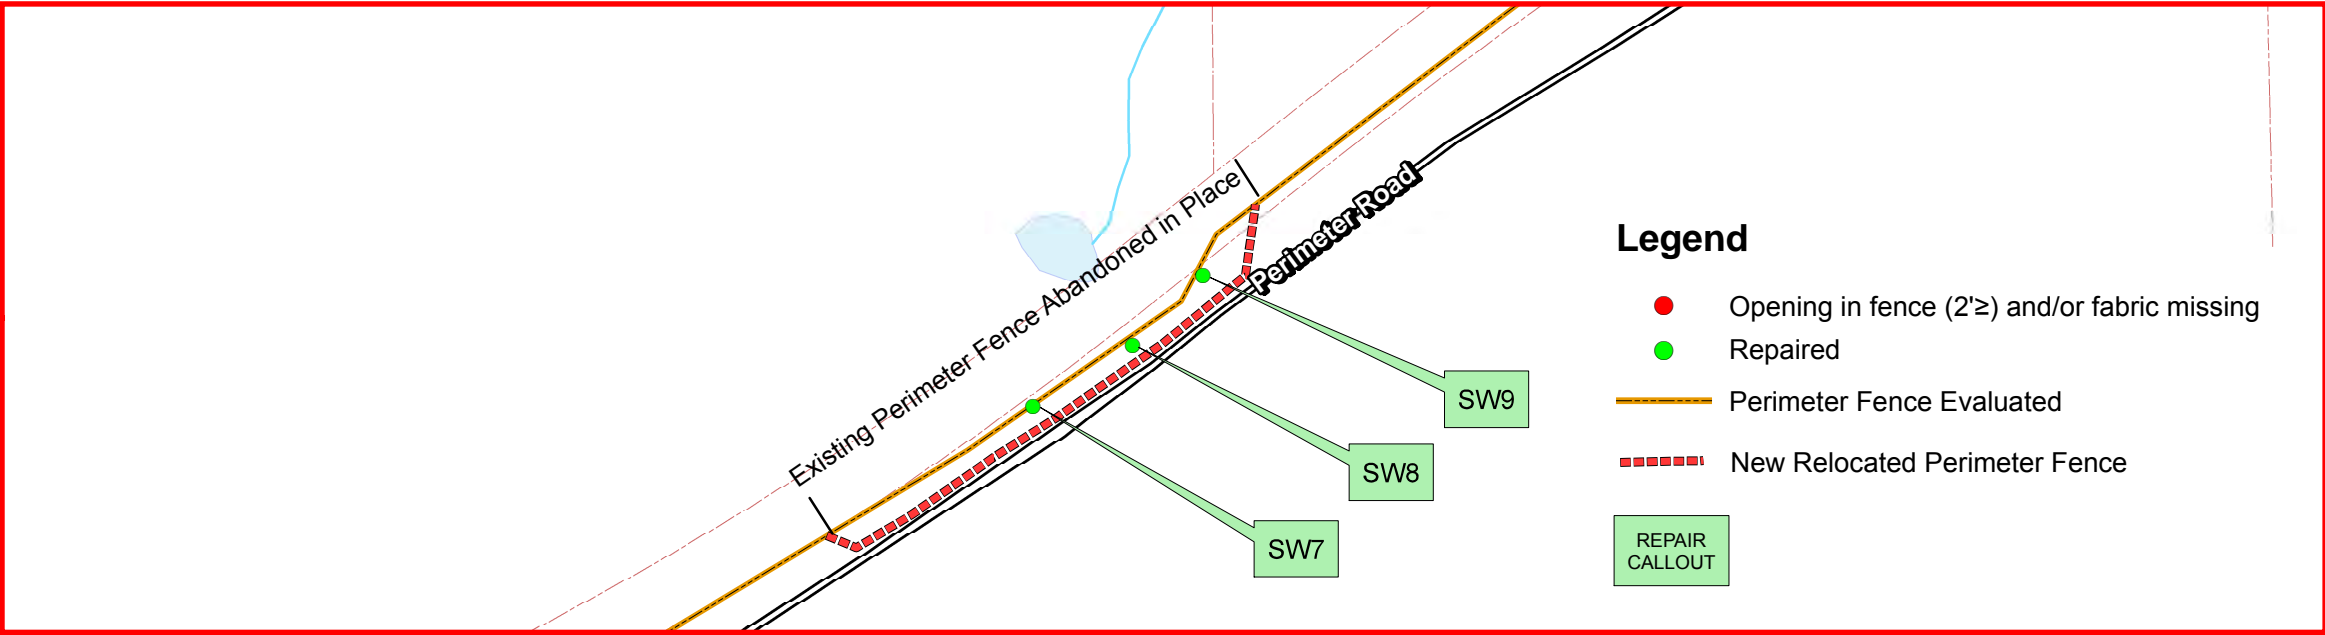 Existing Perimeter Fence Abandoned in Place
Perimeter Road
SW9
SW8
SW7
Legend
Opening in fence (2'≥) and/or fabric missing
Repaired
Perimeter Fence Evaluated
New Relocated Perimeter Fence
REPAIR
CALLOUT